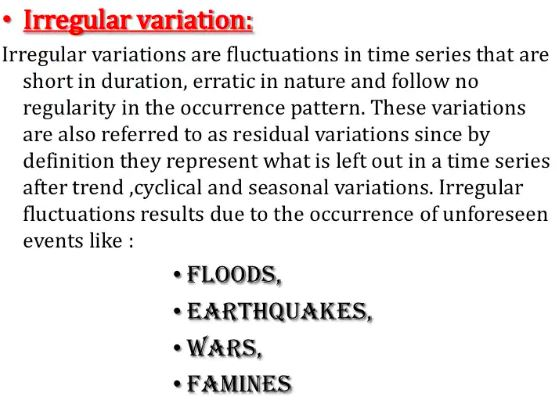 • Irregular variation:
Irregular variations are fluctuations in time series that are
short in duration, erratic in nature and follow no
regularity in the occurrence pattern. These variations
are also referred to as residual variations since by
definition they represent what is left out in a time series
after trend ,cyclical and seasonal variations. Irregular
fluctuations results due to the occurrence of unforeseen
events like :
• FLOODS,
• EARTHQUAKES,
• WARS,
• FAMINES